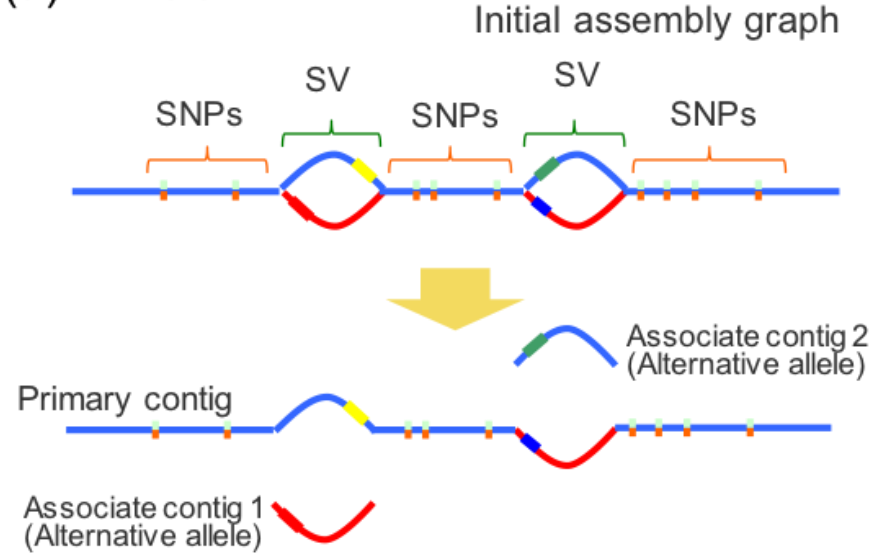 Initial assembly graph
SV
SV
SNPs
SNPs
SNPs
Associate contig 2
(Alternative allele)
Primary contig
Associate contig 1
(Alternative allele)